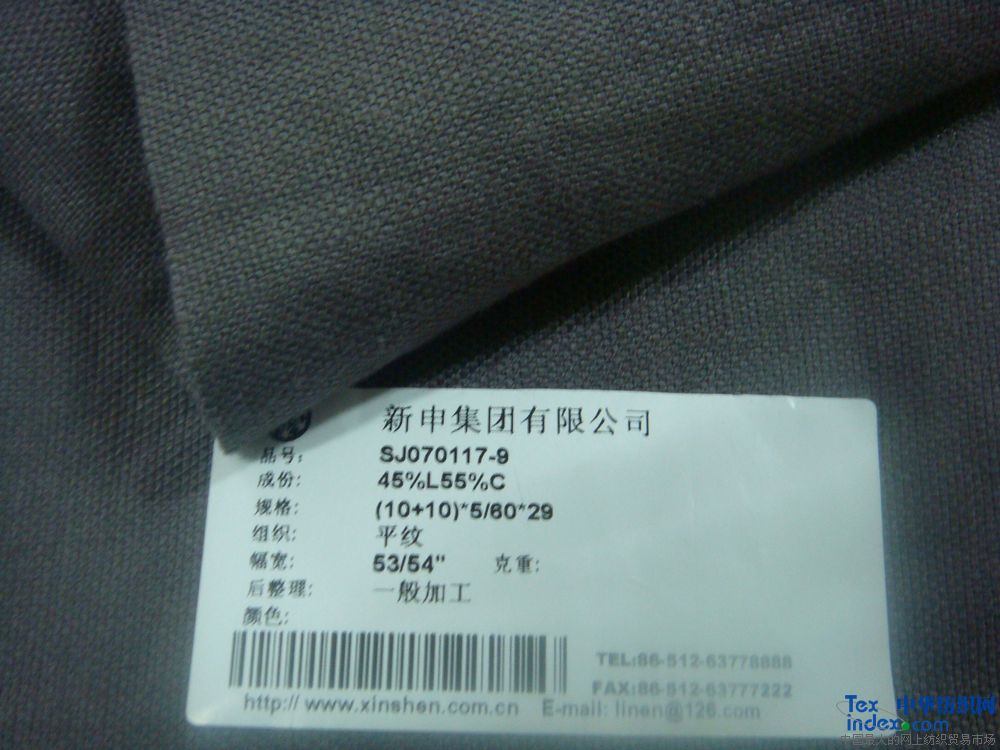 新申集团有限公司
品号: SJ070117-9
成份: 45%L55%C
规格: (10+10)*5/60*29
组织: 平纹
幅宽: 53/54" 克重:
后整理: 一般加工
颜色:
TEL:86-512-63778888
FAX:86-512-63777222
http://www.xinshen.com.cn E-mail: linen@126.com
Tex 中华纺织网
index.com
中国最大的网上纺织贸易市场